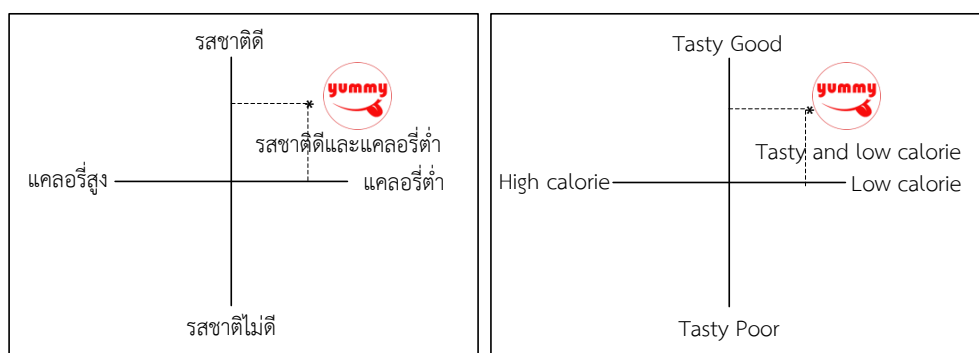 รสชาติดี
yummy
รสชาติดีและแคลอรี่ต่ำ
แคลอรี่สูง
แคลอรี่ต่ำ
รสชาติไม่ดี
Tasty Good
yummy
Tasty and low calorie
High calorie
Low calorie
Tasty Poor